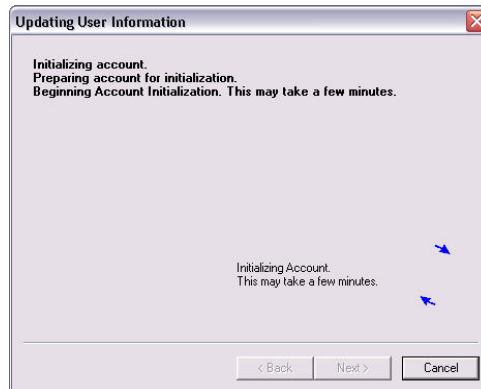 Updating User Information
Initializing account.
Preparing account for initialization.
Beginning Account Initialization. This may take a few minutes.
Initializing Account.
This may take a few minutes.
< Back
Next >
Cancel